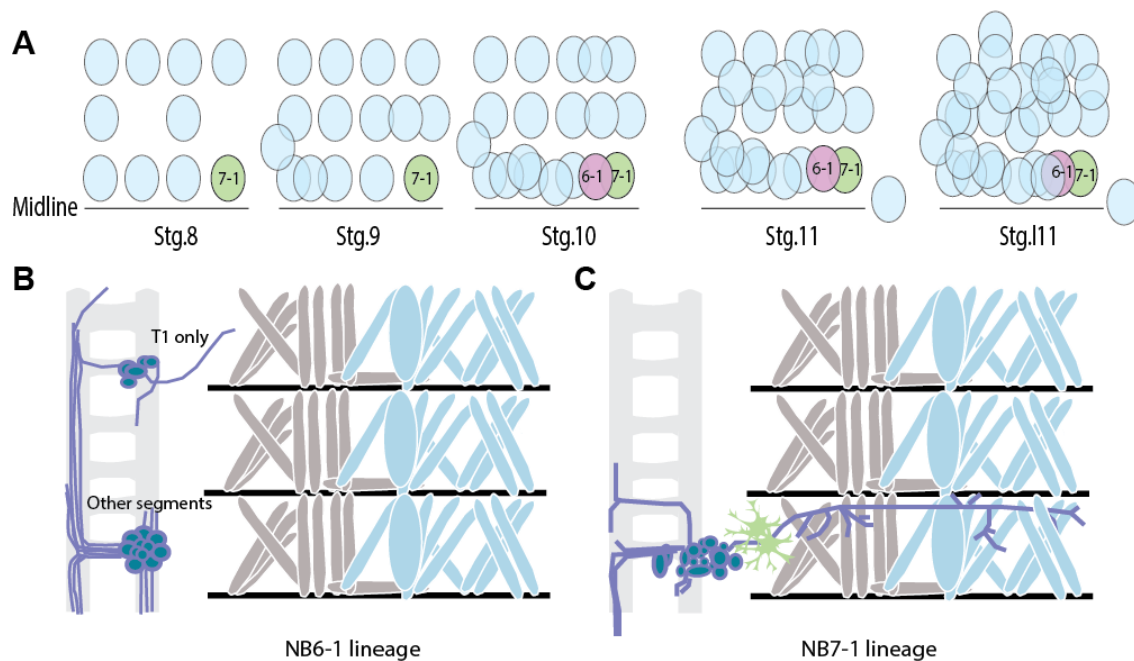 A
7-1
7-1
6-1
7-1
6-1
7-1
6-1
7-1
Midline
Stg.8
Stg.9
Stg.10
Stg.11
Stg.l11
B
C
T1 only
Other segments
NB6-1 lineage
NB7-1 lineage